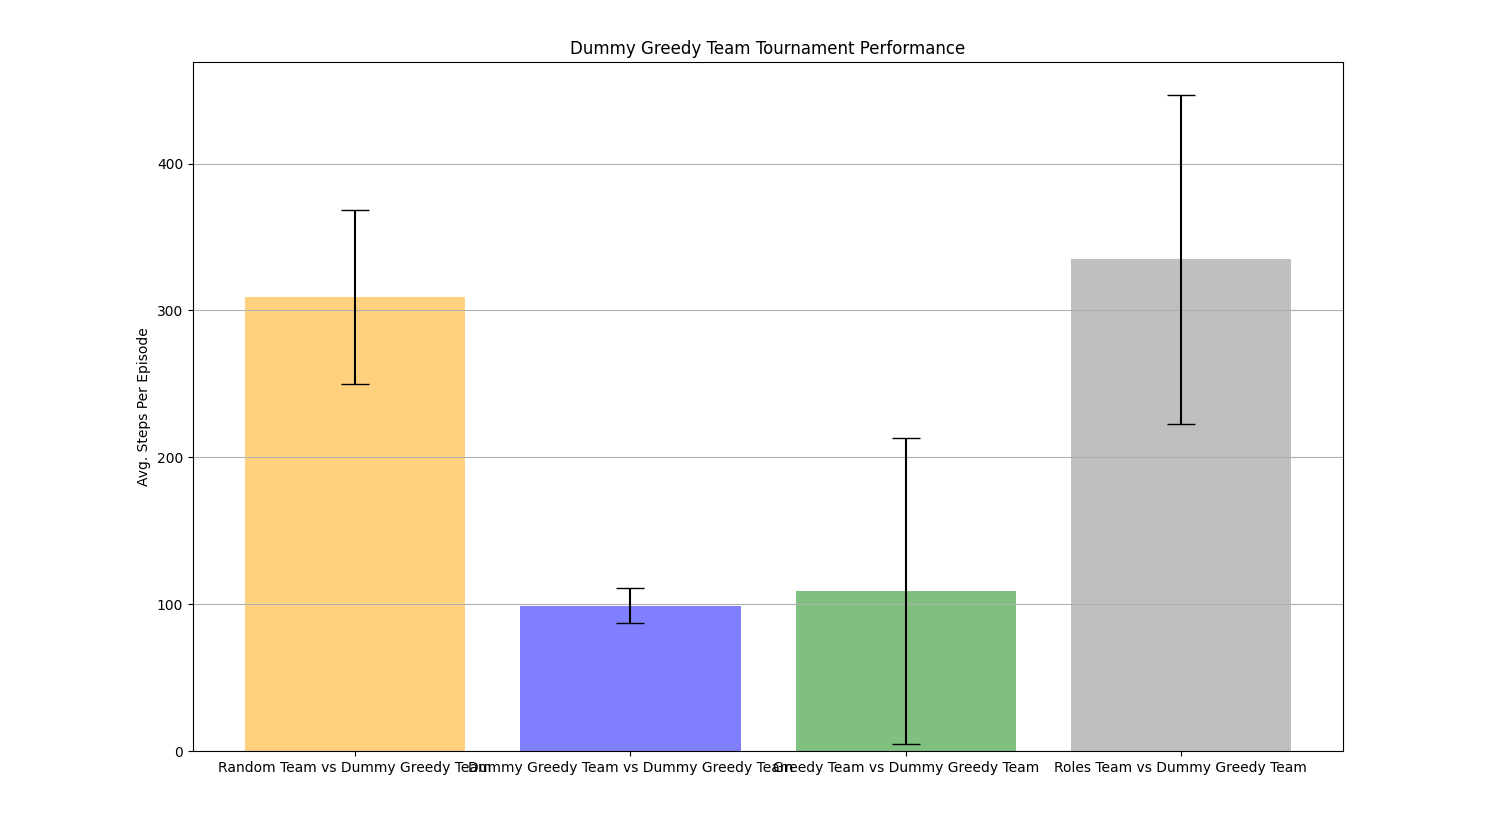 Dummy Greedy Team Tournament Performance
Avg. Steps Per Episode
400
300
200
100
0
Random Team vs Dummy Greedy Team
Dummy Greedy Team vs Dummy Greedy Team
Greedy Team vs Dummy Greedy Team
Roles Team vs Dummy Greedy Team